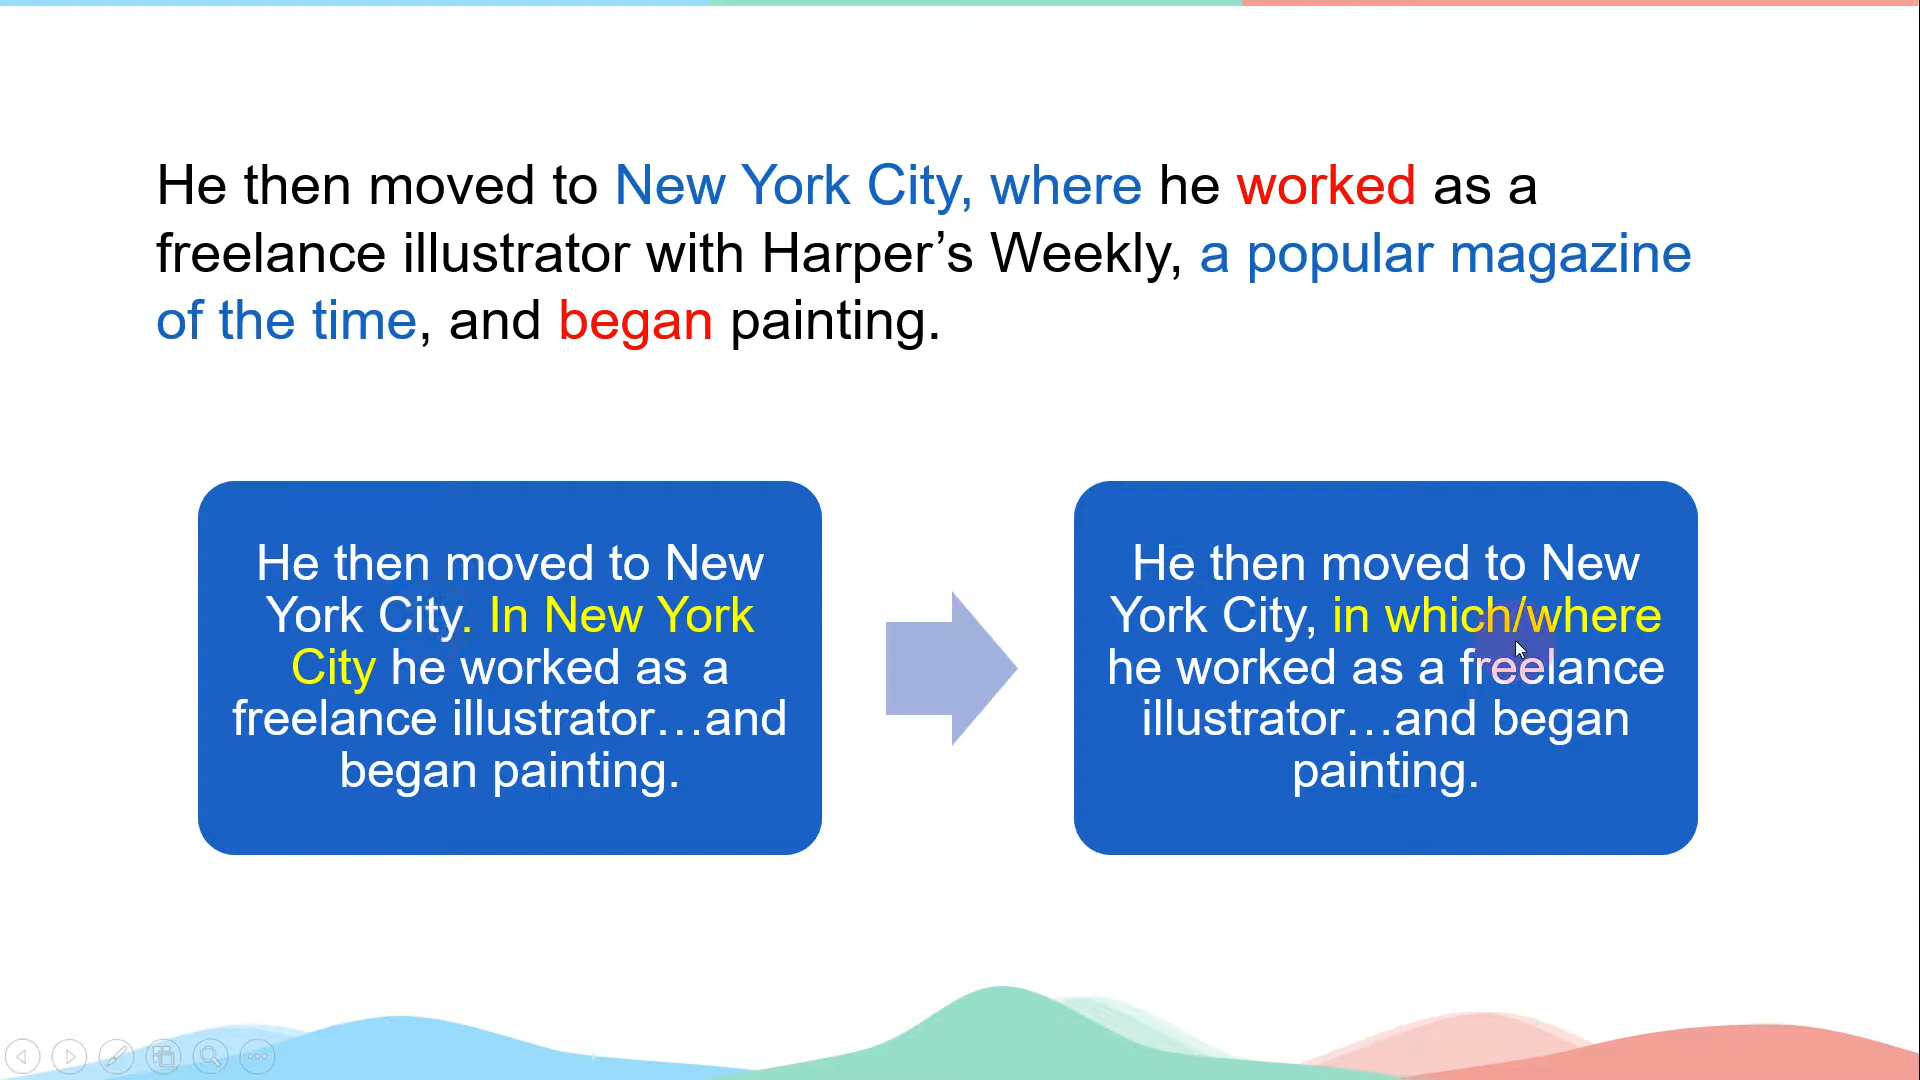 He then moved to New York City, where he worked as a
freelance illustrator with Harper’s Weekly, a popular magazine
of the time, and began painting.
He then moved to New
York City. In New York
City he worked as a
freelance illustrator…and
began painting.
He then moved to New
York City, in which/where
he worked as a freelance
illustrator…and began
painting.